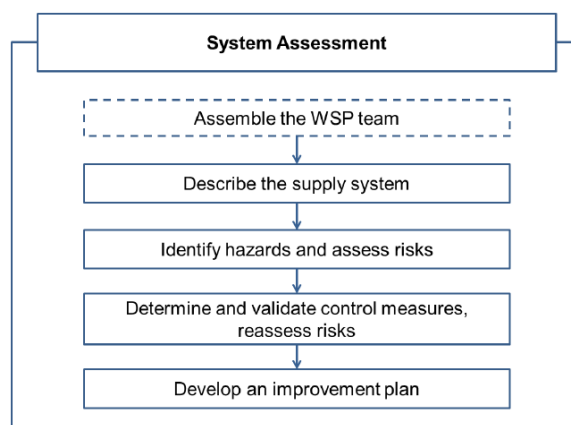 System Assessment
Assemble the WSP team
Describe the supply system
Identify hazards and assess risks
Determine and validate control measures,
reassess risks
Develop an improvement plan